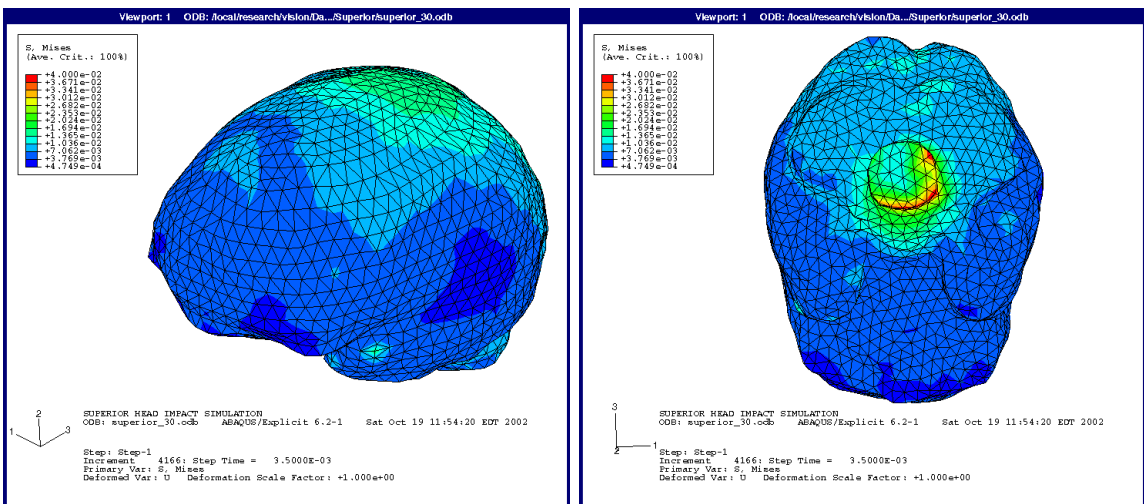 Viewport: 1 ODB: /local/research/vision/Da.../Superior/superior_30.odb
S, Mises
(Ave. Crit.: 100%)
+4.000e-02
+3.671e-02
+3.341e-02
+3.012e-02
+2.682e-02
+2.353e-02
+2.024e-02
+1.694e-02
+1.365e-02
+1.036e-02
+7.062e-03
+3.769e-03
+4.749e-04
2
1
3
SUPERIOR HEAD IMPACT SIMULATION
ODB: superior_30.odb ABAQUS/Explicit 6.2-1 Sat Oct 19 11:54:20 EDT 2002
Step: Step-1
Increment 4166: Step Time = 3.5000E-03
Primary Var: S, Mises
Deformed Var: U Deformation Scale Factor: +1.000e+00
Viewport: 1 ODB: /local/research/vision/Da.../Superior/superior_30.odb
S, Mises
(Ave. Crit.: 100%)
+4.000e-02
+3.671e-02
+3.341e-02
+3.012e-02
+2.682e-02
+2.353e-02
+2.024e-02
+1.694e-02
+1.365e-02
+1.036e-02
+7.062e-03
+3.769e-03
+4.749e-04
3
2
1
SUPERIOR HEAD IMPACT SIMULATION
ODB: superior_30.odb ABAQUS/Explicit 6.2-1 Sat Oct 19 11:54:20 EDT 2002
Step: Step-1
Increment 4166: Step Time = 3.5000E-03
Primary Var: S, Mises
Deformed Var: U Deformation Scale Factor: +1.000e+00